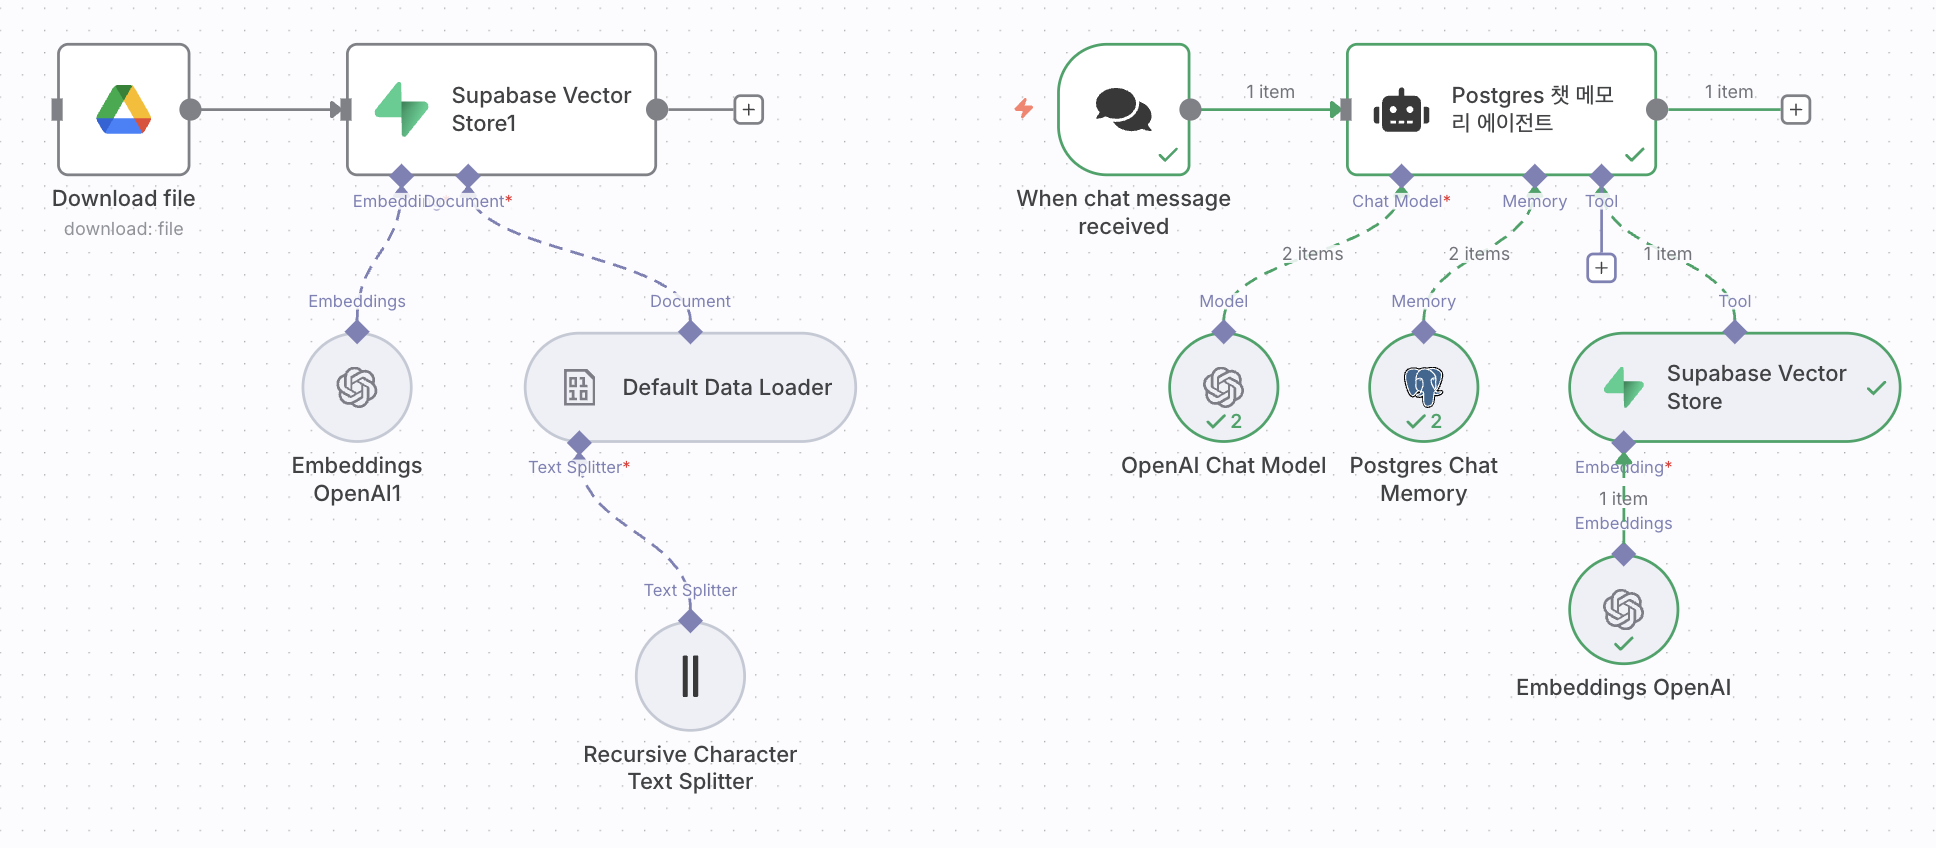 Supabase Vector
Store1
Embeddi
Document*
Download file
download: file
Embeddings
Document
Default Data Loader
Embeddings
OpenAI1
Text Splitter*
Text Splitter
Recursive Character
Text Splitter
1 item
Postgres 챗 메모
리 에이전트
1 item
When chat message
received
Chat Model*
Memory
Tool
2 items
2 items
1 item
Model
Memory
Tool
2
2
Supabase Vector
Store
OpenAI Chat Model
Postgres Chat
Memory
Embedding*
1 item
Embeddings
Embeddings OpenAI